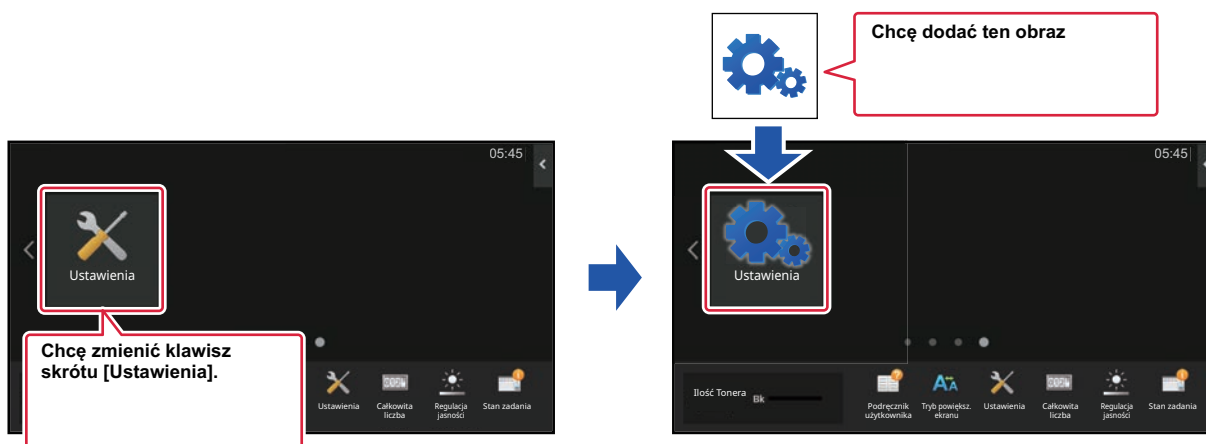 Chcę dodać ten obraz
05:45
Ustawienia
Chcę zmienić klawisz
skrótu [Ustawienia].
Ustawienia
Całkowita
liczba
Regulacja
jasności
Stan zadania
05:45
Ustawienia
Ilość Tonera
Bk
Podręcznik
użytkownika
Tryb powiększ.
ekranu
Ustawienia
Całkowita
liczba
Regulacja
jasności
Stan zadania